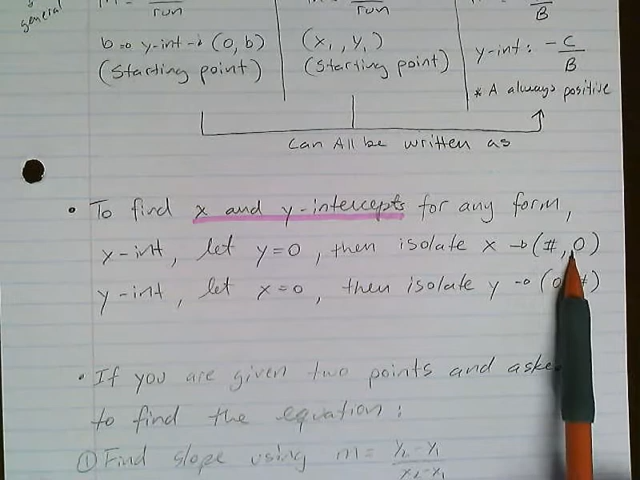 general
run run B
b → y-int → (0, b) (x₁, y₁) y-int: -C/B
(Starting point) (Starting point) * A always positive
can All be written as
• To find x and y-intercepts for any form,
x-int, let y=0, then isolate x → (#, 0)
y-int, let x=0, then isolate y → (0, #)
• If you are given two points and aske
to find the equation:
① Find slope using m = y₂-y₁/x₂-x₁